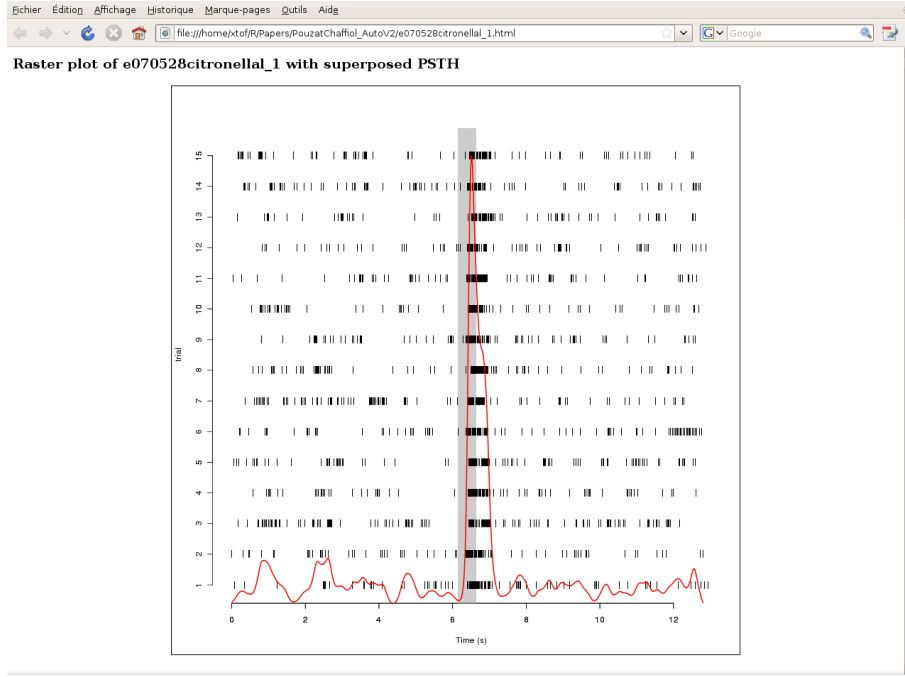 Fichier Édition Affichage Historique Marque-pages Outils Aide
file:///home/xtof/R/Papers/PouzatChaffiol_AutoV2/e070528citronellal_1.html
Google
Raster plot of e070528citronellal_1 with superposed PSTH
15
14
13
12
11
10
9
8
7
6
5
4
3
2
1
trial
0 2 4 6 8 10 12
Time (s)